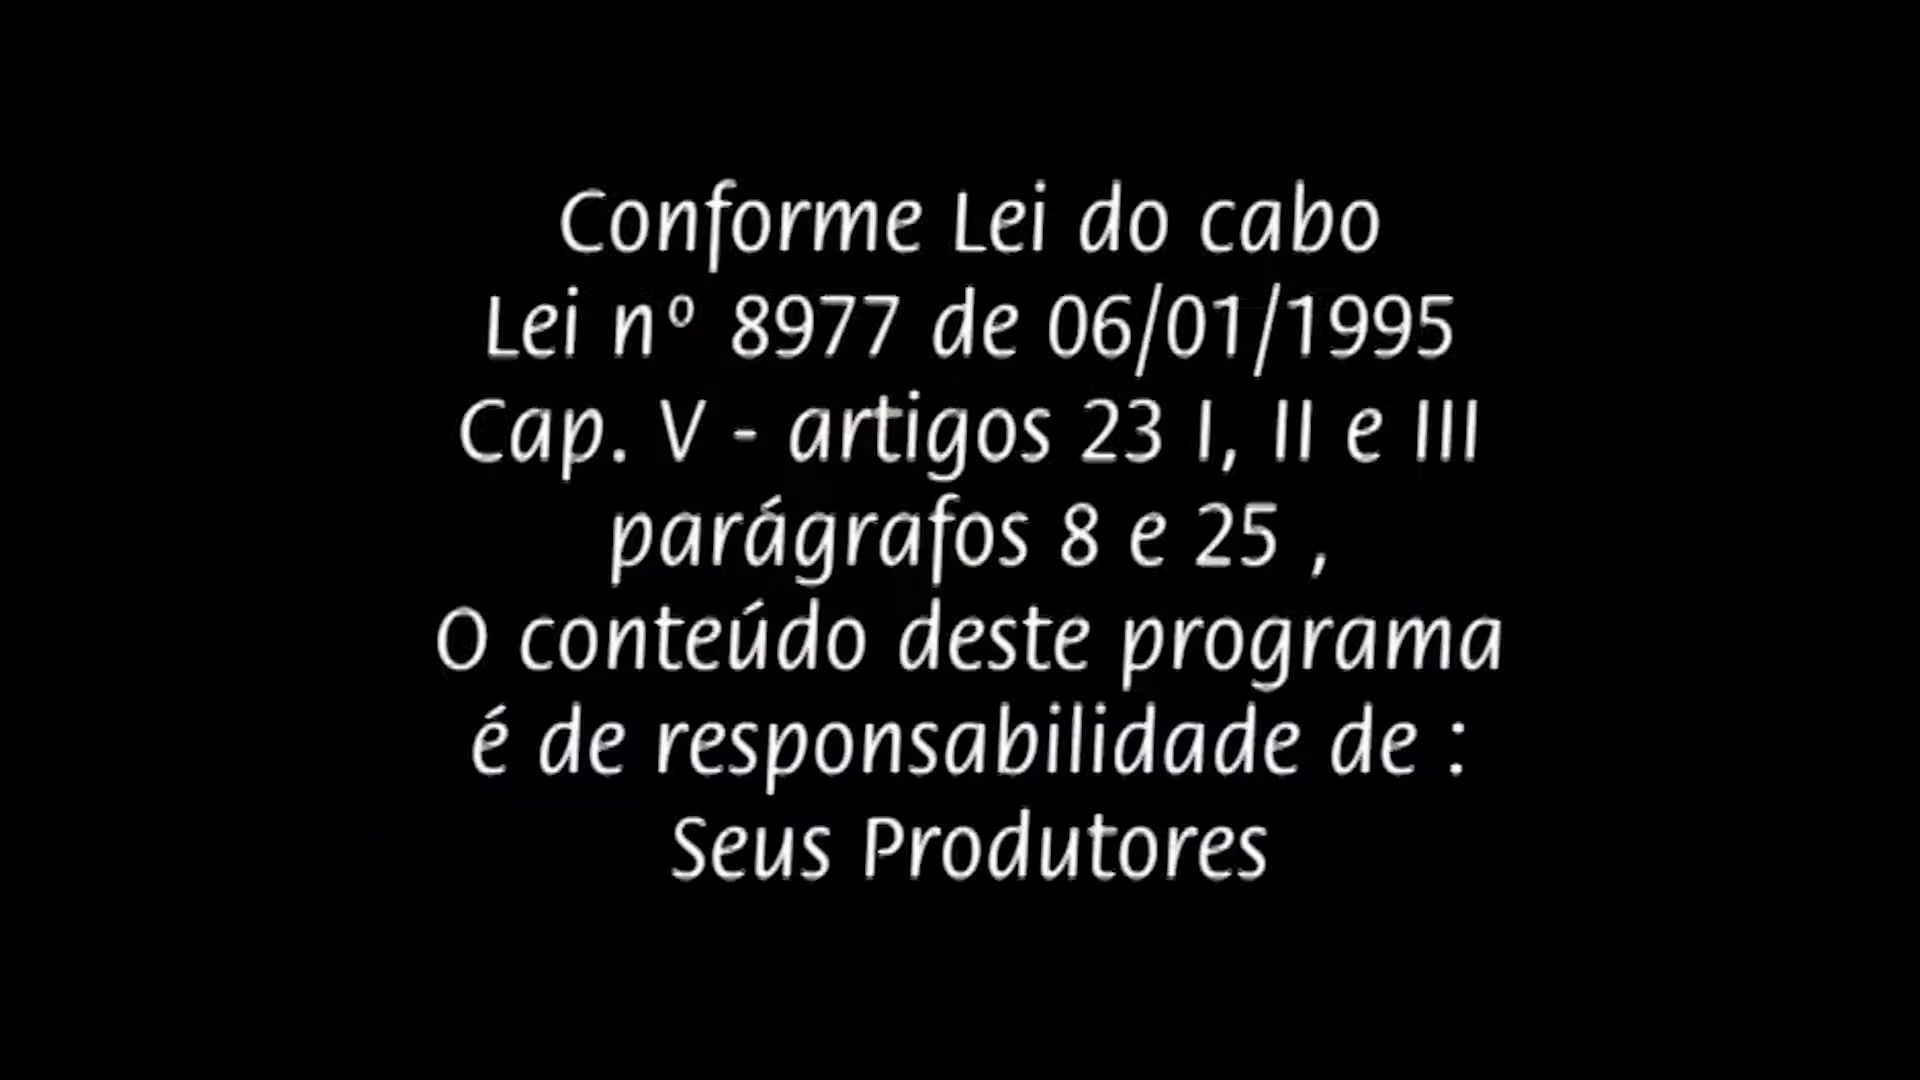 Conforme Lei do cabo
Lei nº 8977 de 06/01/1995
Cap. V - artigos 23 I, II e III
parágrafos 8 e 25 ,
O conteúdo deste programa
é de responsabilidade de :
Seus Produtores